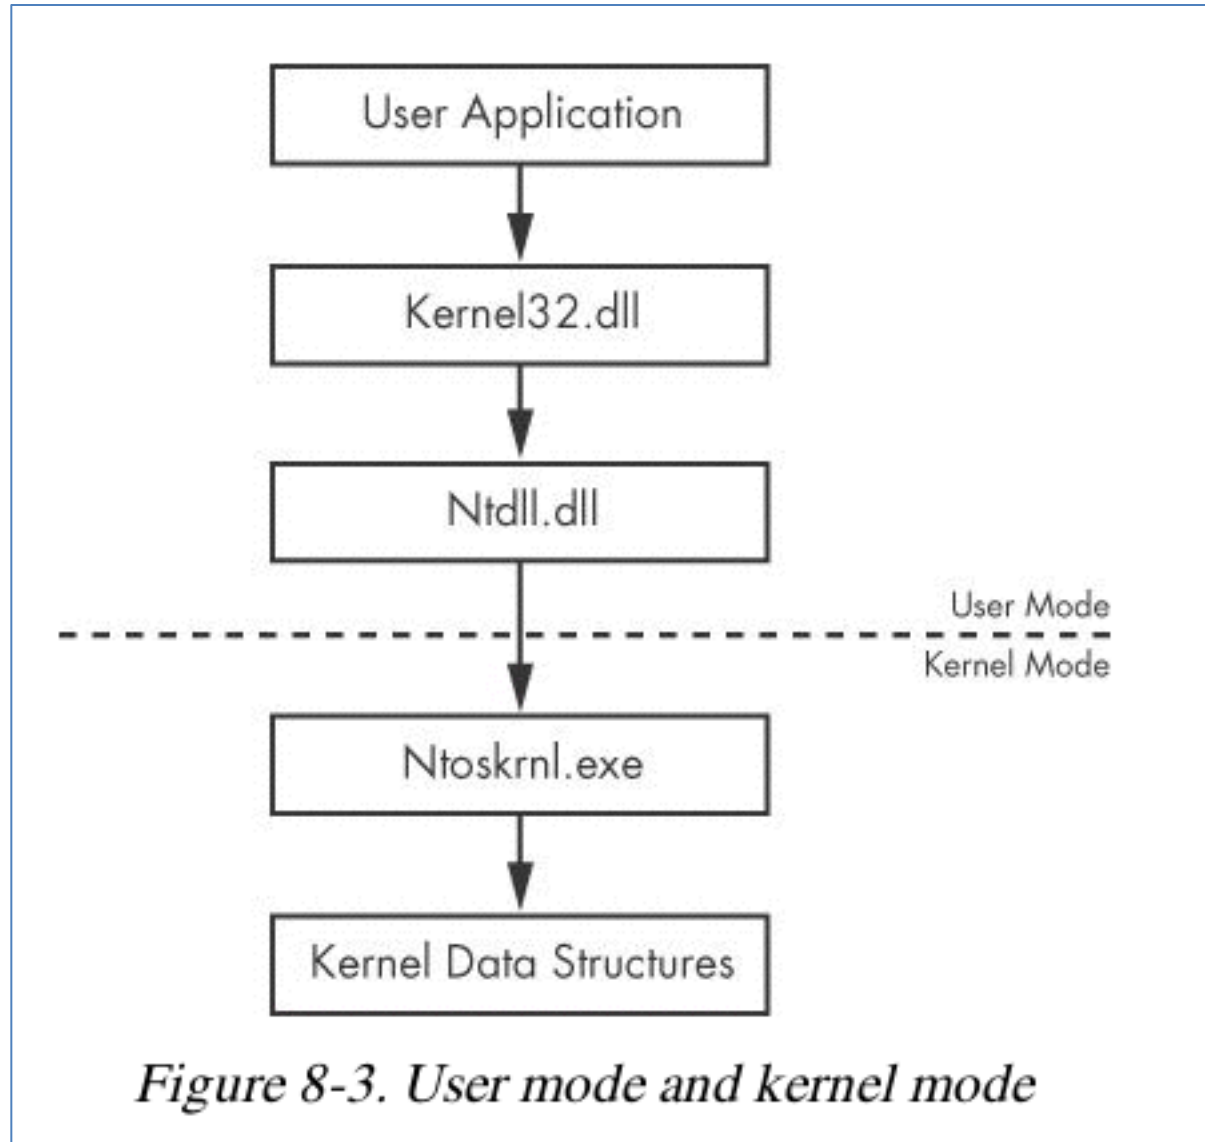 User Application
Kernel32.dll
Ntdll.dll
User Mode
Kernel Mode
Ntoskrnl.exe
Kernel Data Structures
Figure 8-3. User mode and kernel mode